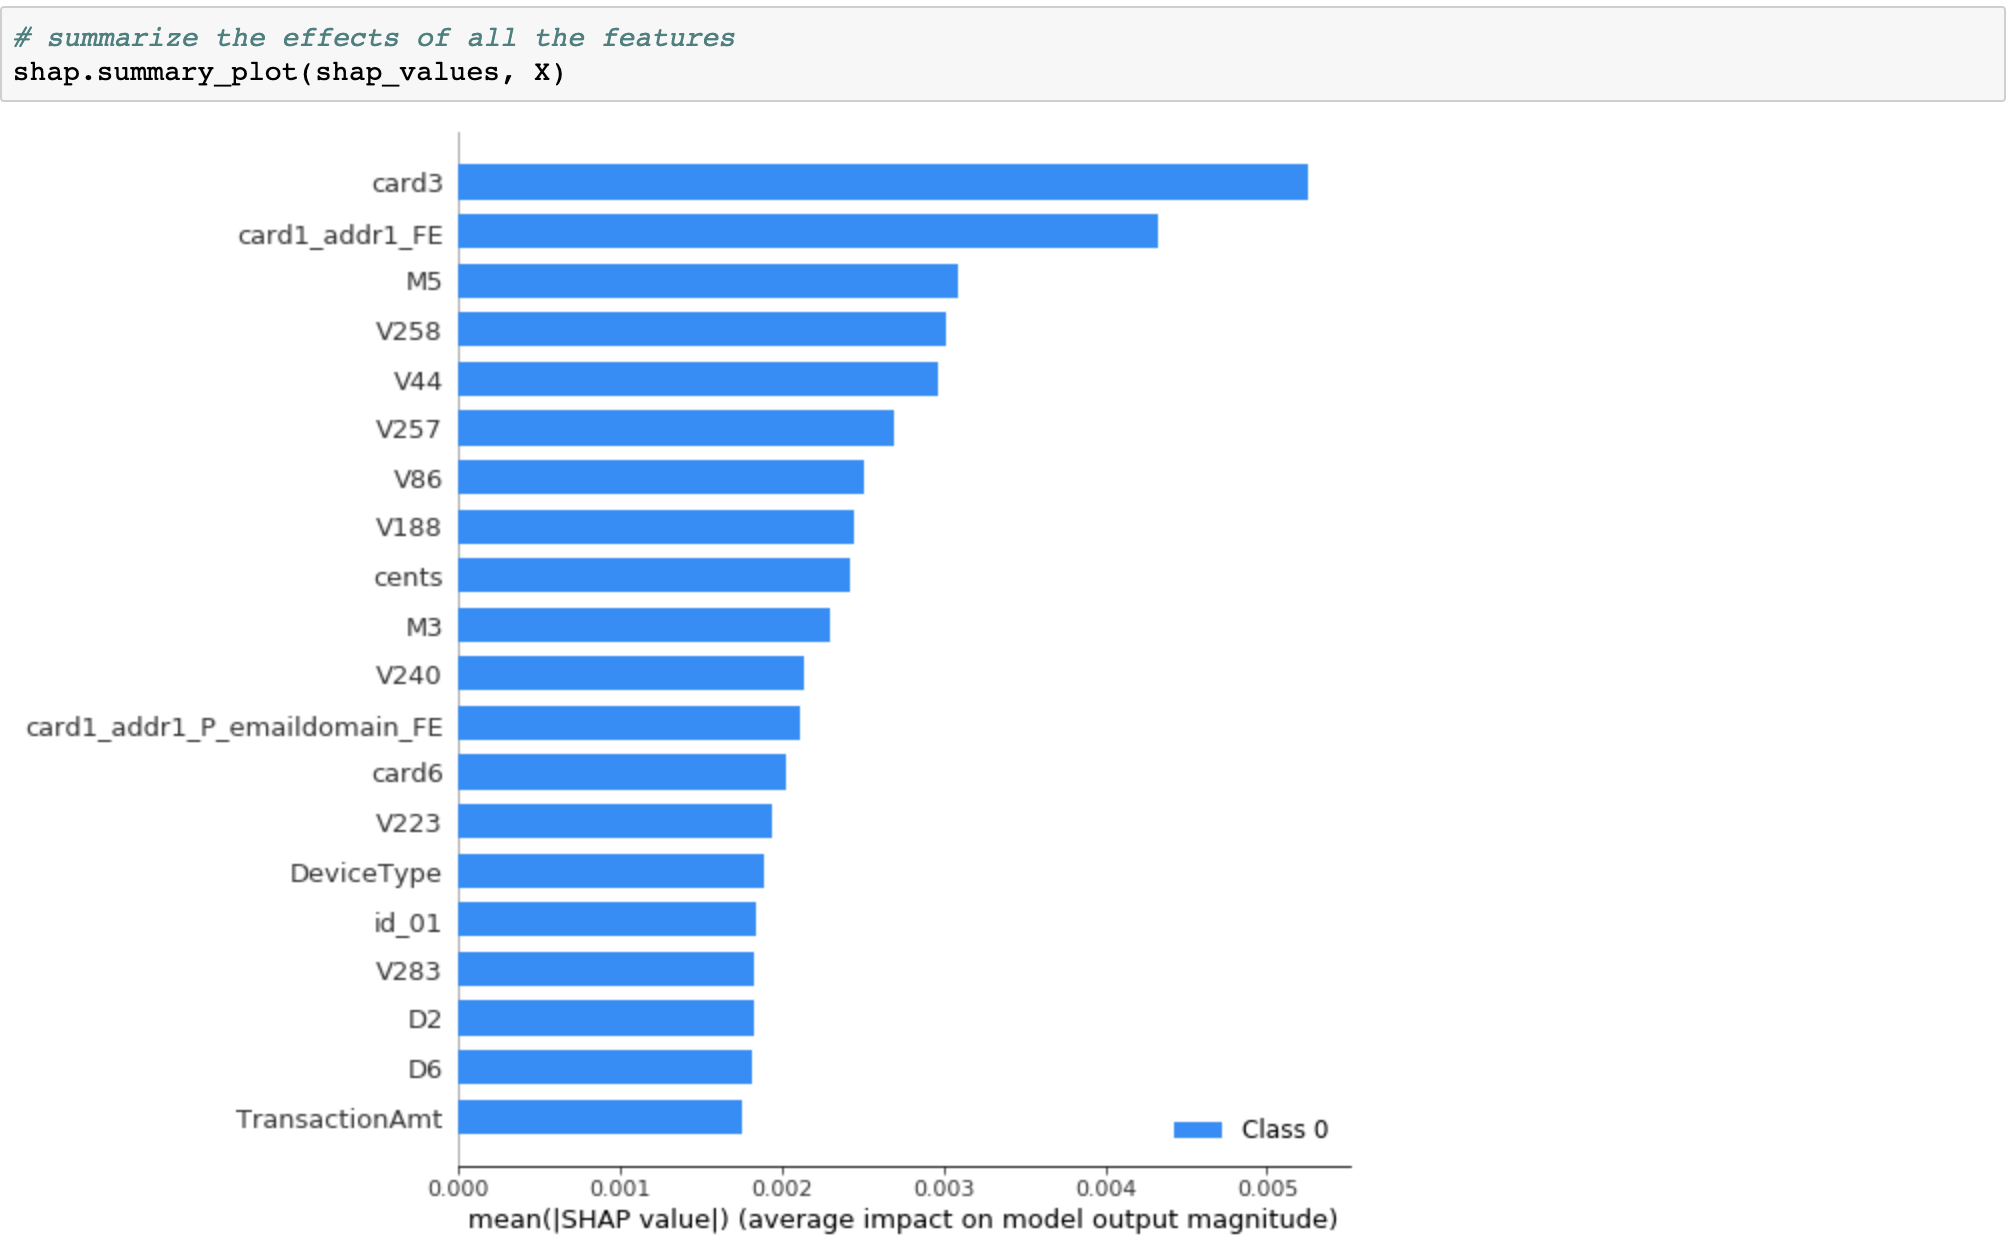 # summarize the effects of all the features
shap.summary_plot(shap_values, X)
card3
card1_addr1_FE
M5
V258
V44
V257
V86
V188
cents
M3
V240
card1_addr1_P_emaildomain_FE
card6
V223
DeviceType
id_01
V283
D2
D6
TransactionAmt
Class 0
0.000 0.001 0.002 0.003 0.004 0.005
mean(|SHAP value|) (average impact on model output magnitude)